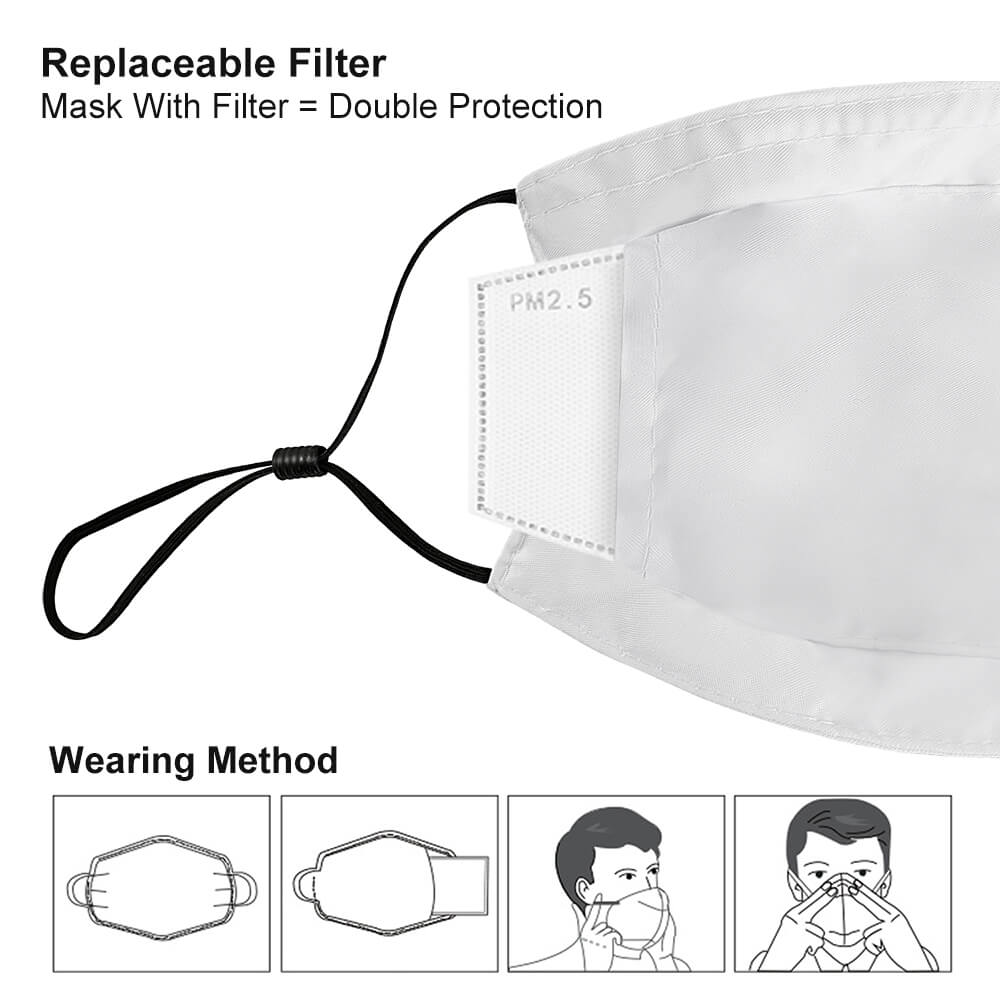 Replaceable Filter
Mask With Filter = Double Protection
PM2.5
Wearing Method